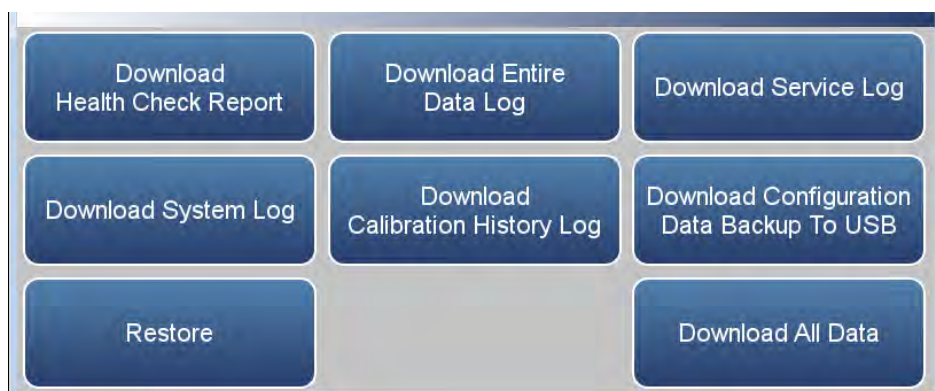 Download
Health Check Report
Download Entire
Data Log
Download Service Log
Download System Log
Download
Calibration History Log
Download Configuration
Data Backup To USB
Restore
Download All Data